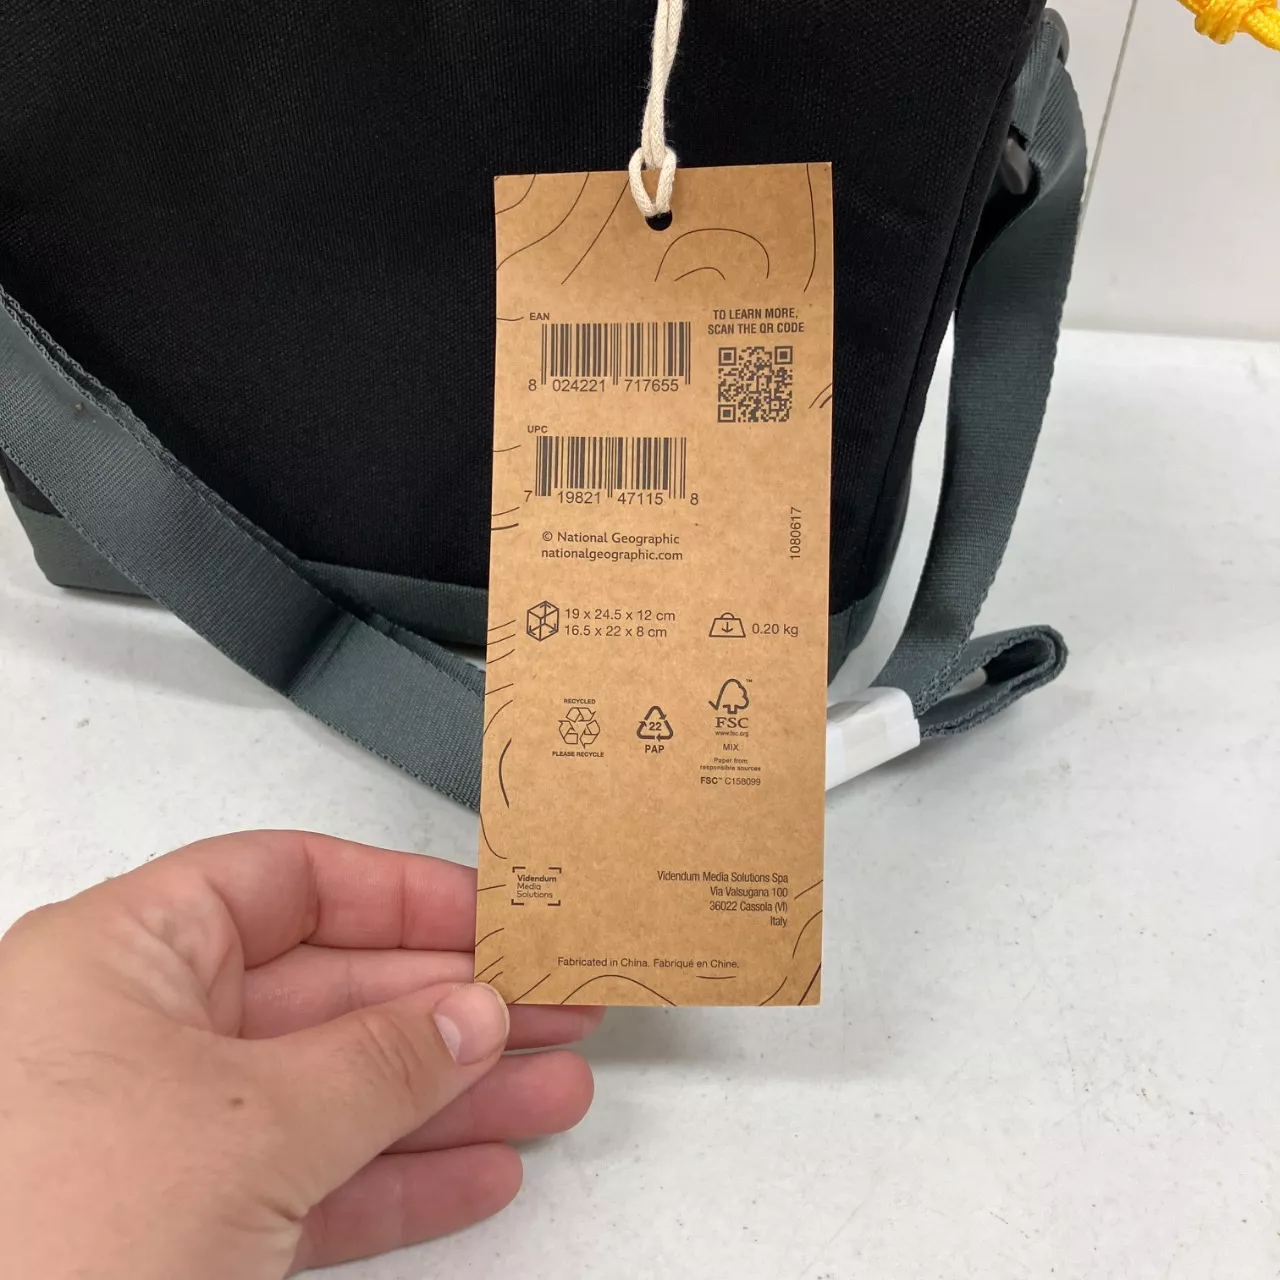 EAN
8 024221 717655
TO LEARN MORE,
SCAN THE QR CODE
UPC
7 19821 47115 8
1080617
© National Geographic
nationalgeographic.com
19 x 24.5 x 12 cm
16.5 x 22 x 8 cm
0.20 kg
RECYCLED
PLEASE RECYCLE
22
PAP
FSC
www.fsc.org
MIX
Paper from
responsible sources
FSC™ C158099
Videndum
Media
Solutions
Videndum Media Solutions Spa
Via Valsugana 100
36022 Cassola (VI)
Italy
Fabricated in China. Fabriqué en Chine.